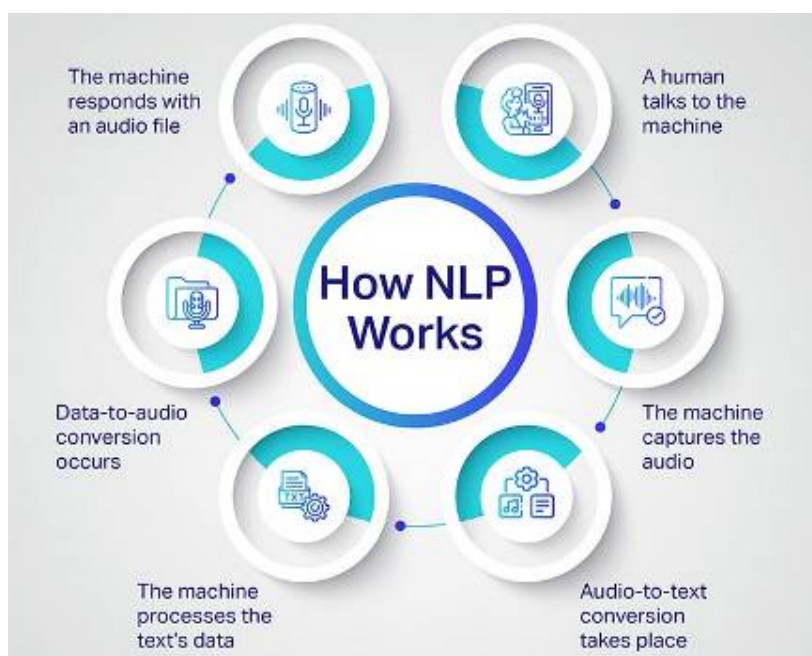 How NLP
Works
A human
talks to the
machine
The machine
captures the
audio
Audio-to-text
conversion
takes place
The machine
processes the
text's data
TXT
Data-to-audio
conversion
occurs
The machine
responds with
an audio file